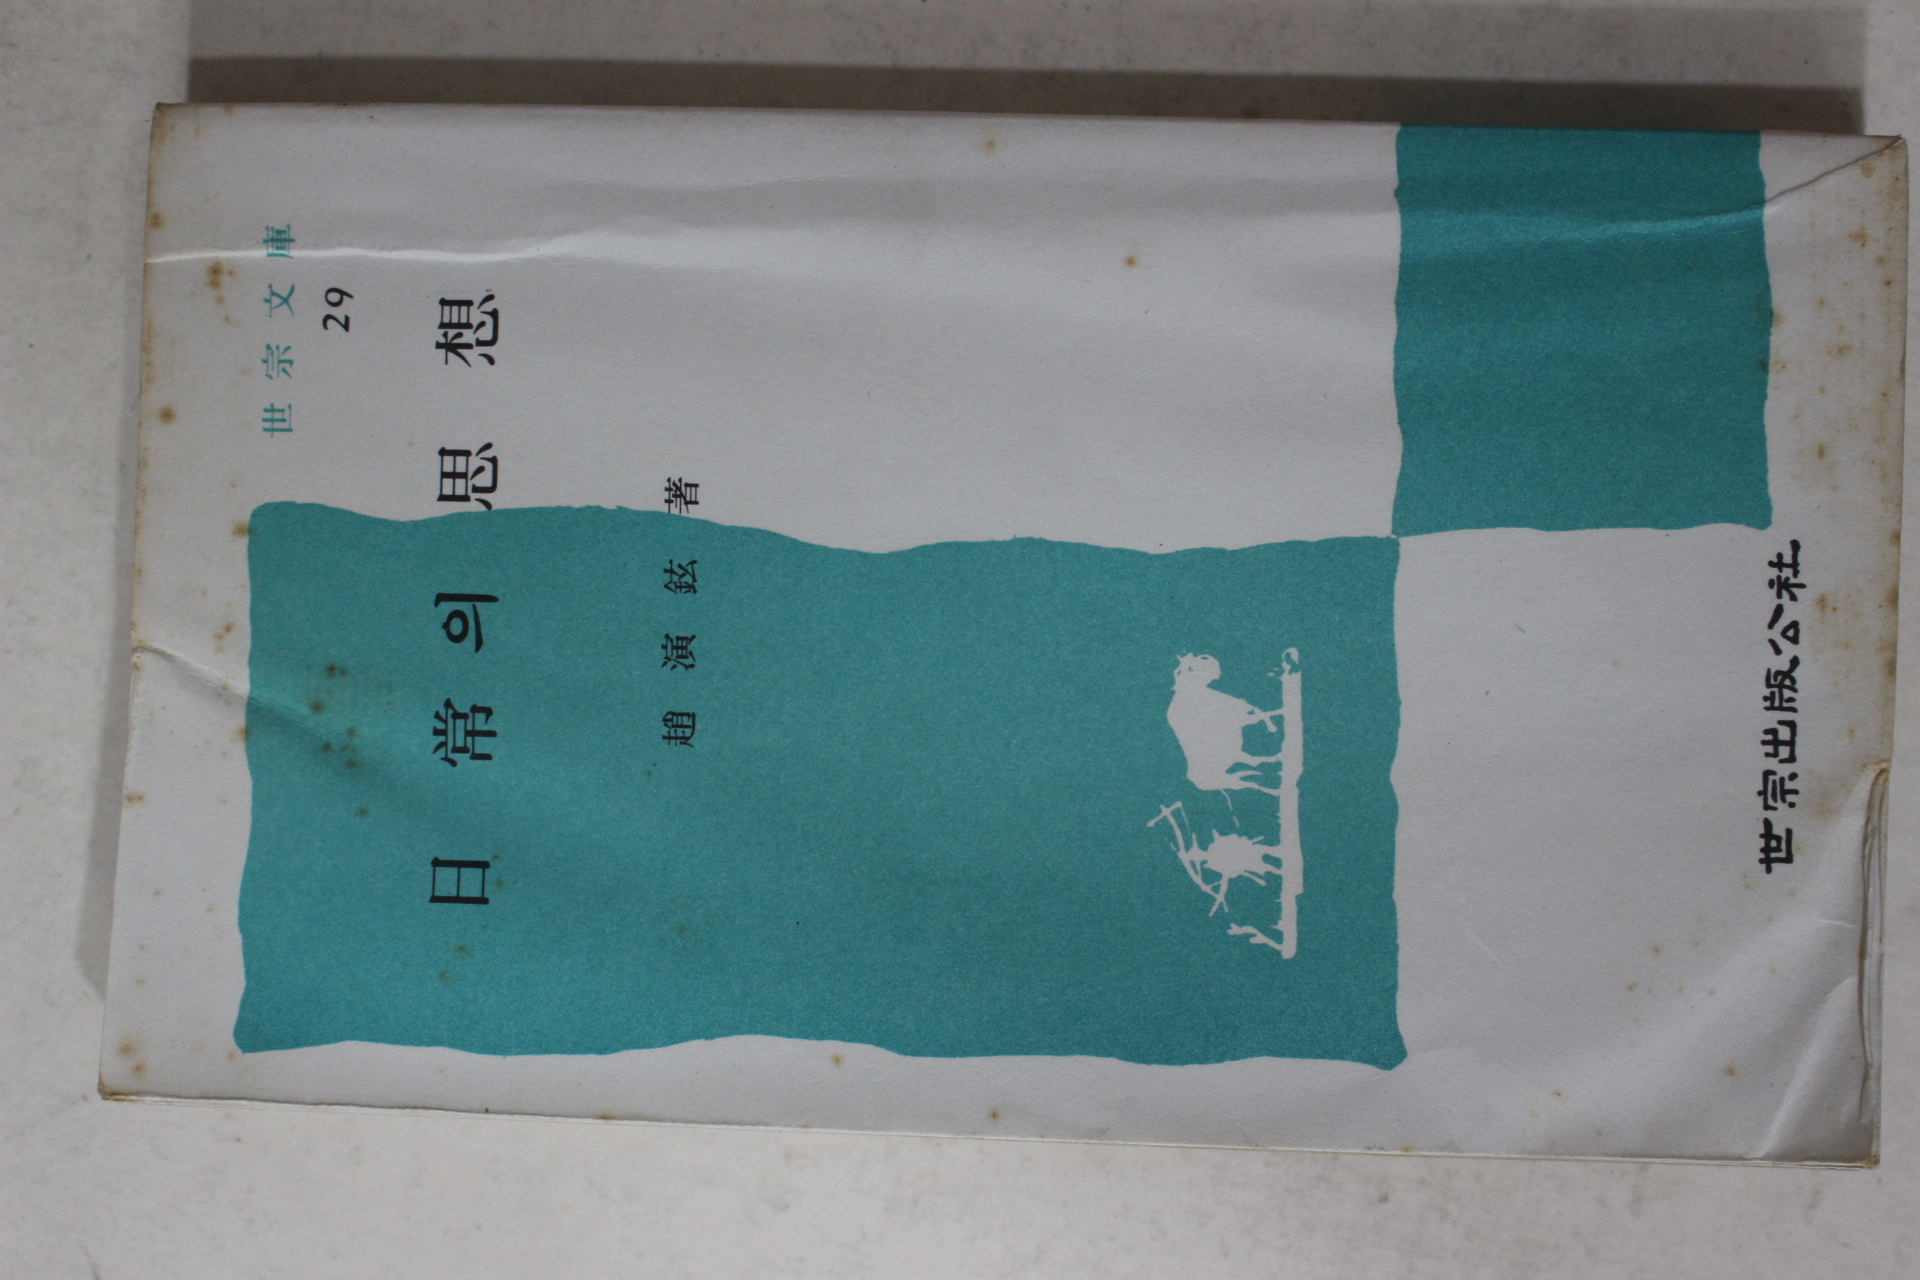 世宗文庫
29
日常의 思想
趙演鉉 著
世宗出版公社